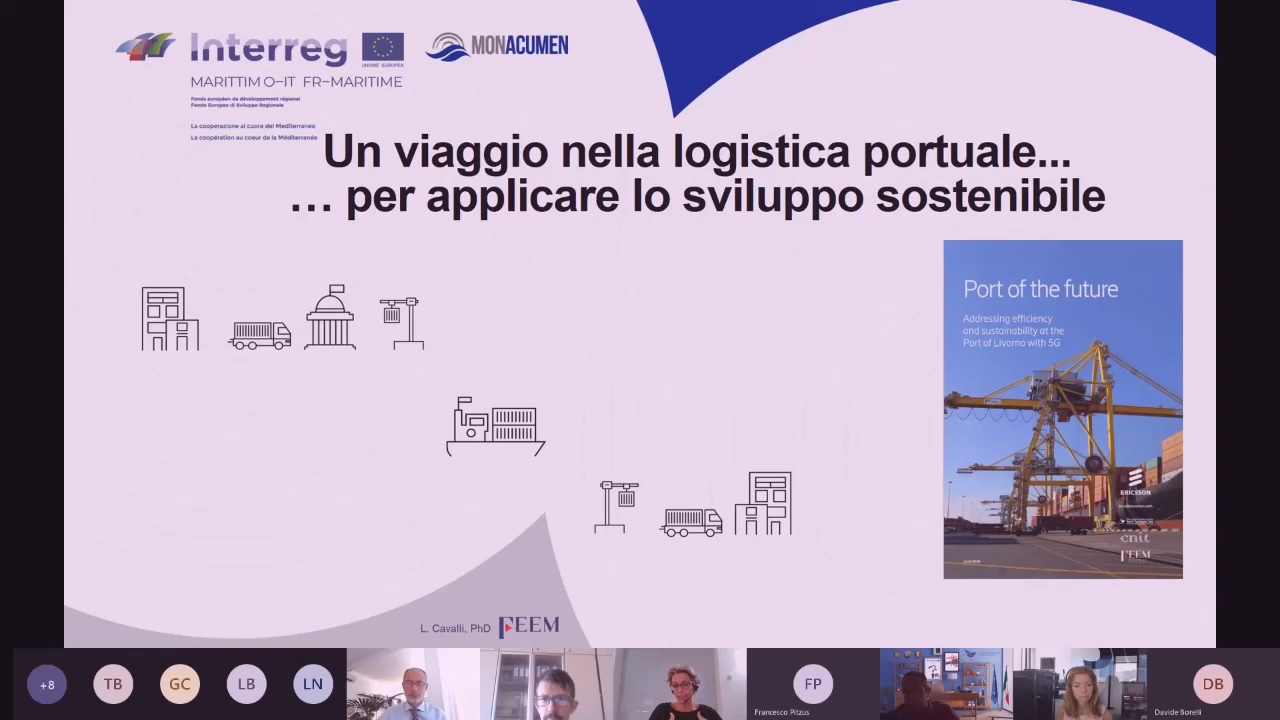 Interreg
UNIONE EUROPEA
MONACUMEN
MARITTIMO-IT FR-MARITIME
Fonds européen de développement régional
Fondo Europeo di Sviluppo Regionale
La cooperazione al cuore del Mediterraneo
La coopération au coeur de la Méditerranée
Un viaggio nella logistica portuale...
… per applicare lo sviluppo sostenibile
Port of the future
Addressing efficiency
and sustainability at the
Port of Livorno with 5G
ERICSSON
cnit
FEEM
L. Cavalli, PhD FEEM
+8
TB
GC
LB
LN
FP
Francesco Pitzus
DB
Davide Borelli